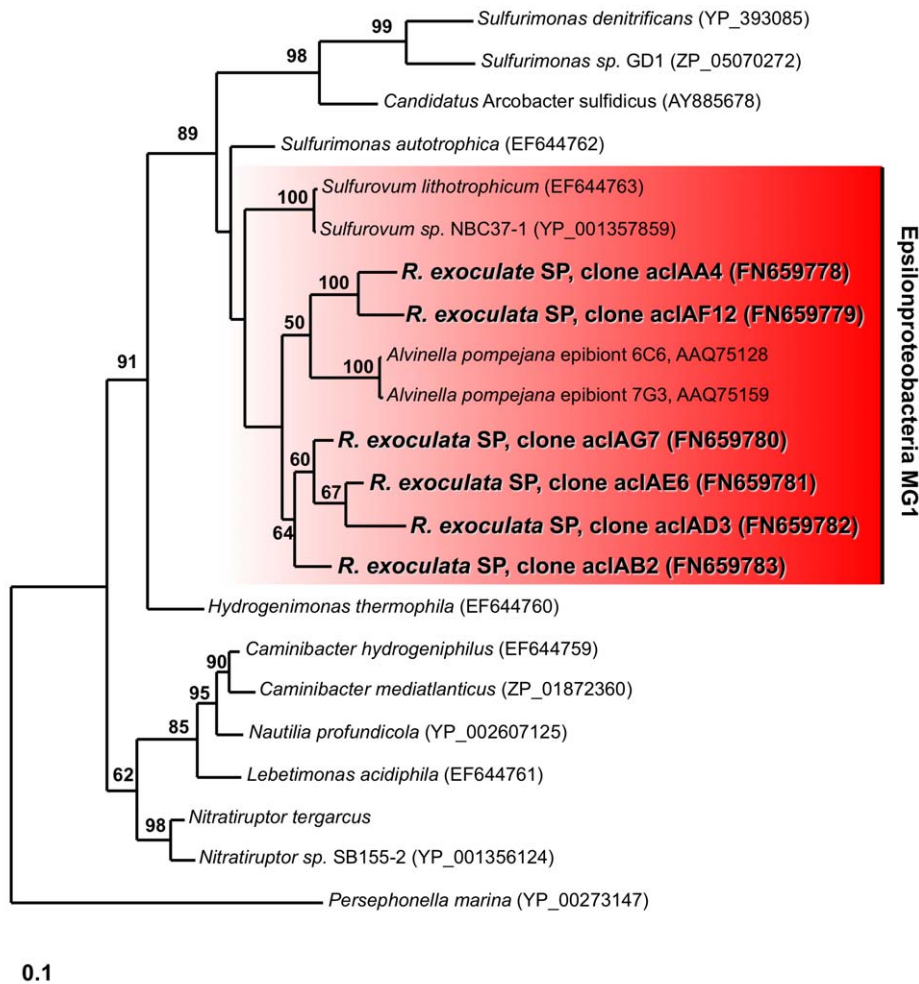 99
Sulfurimonas denitrificans (YP_393085)
98
Sulfurimonas sp. GD1 (ZP_05070272)
Candidatus Arcobacter sulfidicus (AY885678)
89
Sulfurimonas autotrophica (EF644762)
Sulfurovum lithotrophicum (EF644763)
100
Sulfurovum sp. NBC37-1 (YP_001357859)
R. exoculate SP, clone aclAA4 (FN659778)
100
R. exoculata SP, clone aclAF12 (FN659779)
50
Alvinella pompejana epibiont 6C6, AAQ75128
91
100
Alvinella pompejana epibiont 7G3, AAQ75159
R. exoculata SP, clone aclAG7 (FN659780)
60
R. exoculata SP, clone aclAE6 (FN659781)
67
R. exoculata SP, clone aclAD3 (FN659782)
64
R. exoculata SP, clone aclAB2 (FN659783)
Epsilonproteobacteria MG1
Hydrogenimonas thermophila (EF644760)
Caminibacter hydrogeniphilus (EF644759)
90
Caminibacter mediatlanticus (ZP_01872360)
95
Nautilia profundicola (YP_002607125)
85
Lebetimonas acidiphila (EF644761)
62
Nitratiruptor tergarcus
98
Nitratiruptor sp. SB155-2 (YP_001356124)
Persephonella marina (YP_00273147)
0.1